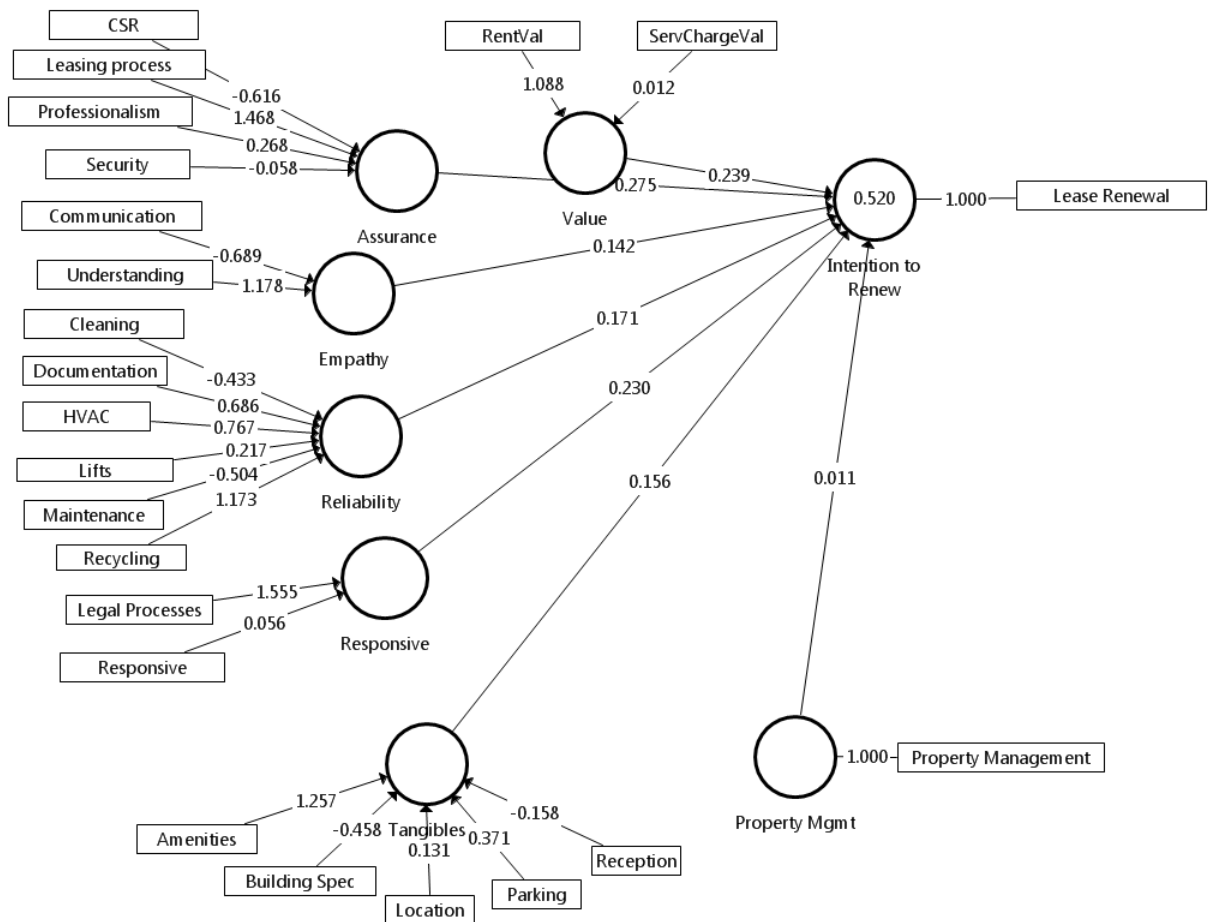 CSR
RentVal
ServChargeVal
Leasing process
1.088
0.012
-0.616
Professionalism
1.468
0.268
Security
-0.058
0.239
0.275
0.520
1.000
Lease Renewal
Communication
Assurance
Value
0.142
Intention to
Renew
-0.689
Understanding
1.178
Cleaning
0.171
Empathy
Documentation
-0.433
0.686
HVAC
0.767
0.230
0.217
Lifts
-0.504
0.156
0.011
Maintenance
1.173
Reliability
Recycling
Legal Processes
1.555
0.056
Responsive
Responsive
1.000
Property Management
1.257
-0.158
Property Mgmt
Amenities
-0.458
Tangibles
0.371
0.131
Reception
Building Spec
Parking
Location